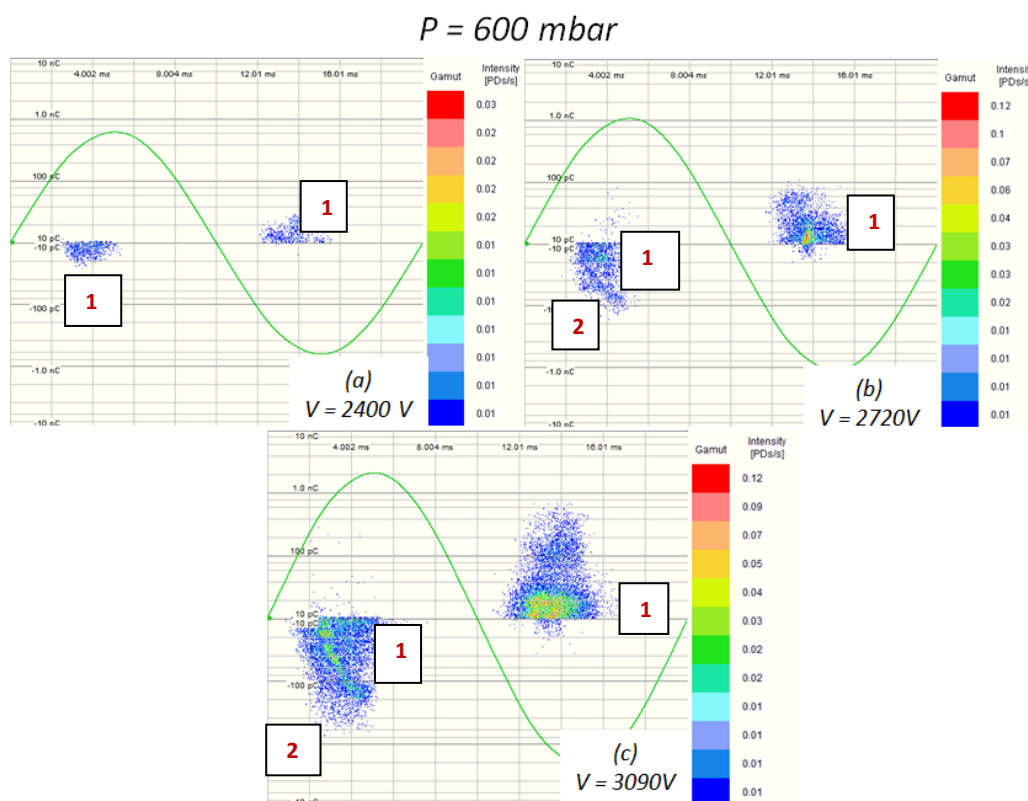 P = 600 mbar
10 nC
4.002 ms 8.004 ms 12.01 ms 16.01 ms
1.0 nC
100 pC
10 pC
-10 pC
-100 pC
-1.0 nC
-10 nC
1
1
(a)
V = 2400 V
Gamut Intensity
[PDs/s]
0.03
0.02
0.02
0.02
0.02
0.01
0.01
0.01
0.01
0.01
0.01
0.01
10 nC
4.002 ms 8.004 ms 12.01 ms 16.01 ms
1.0 nC
100 pC
10 pC
-10 pC
-100 pC
-1.0 nC
-10 nC
1
1
2
(b)
V = 2720V
Gamut Intensity
[PDs/s]
0.12
0.1
0.07
0.06
0.04
0.03
0.03
0.02
0.01
0.01
0.01
0.01
10 nC
4.002 ms 8.004 ms 12.01 ms 16.01 ms
1.0 nC
100 pC
10 pC
-10 pC
-100 pC
1
1
2
(c)
V = 3090V
Gamut Intensity
[PDs/s]
0.12
0.09
0.07
0.05
0.04
0.03
0.02
0.02
0.01
0.01
0.01
0.01